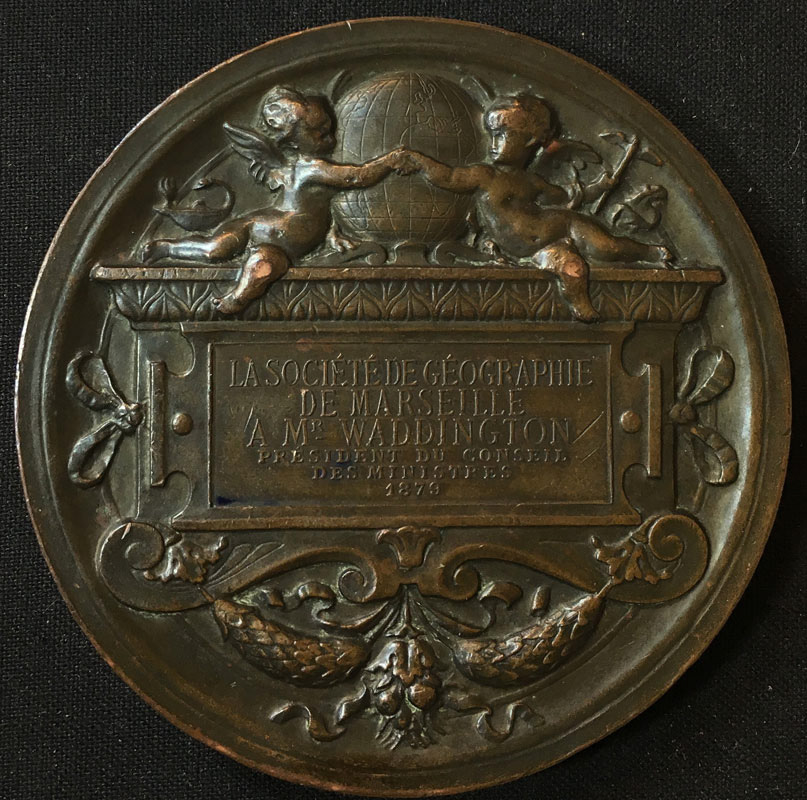 LA SOCIÉTÉ DE GÉOGRAPHIE
DE MARSEILLE
A MR WADDINGTON
PRÉSIDENT DU CONSEIL
DES MINISTRES
1879